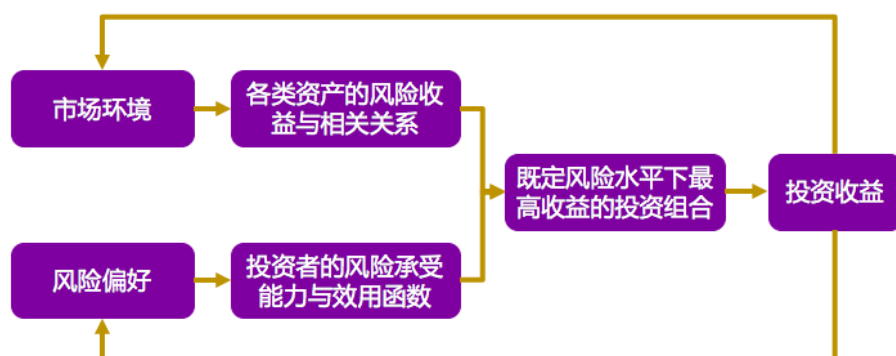 市场环境
各类资产的风险收
益与相关关系
既定风险水平下最
高收益的投资组合
投资收益
风险偏好
投资者的风险承受
能力与效用函数